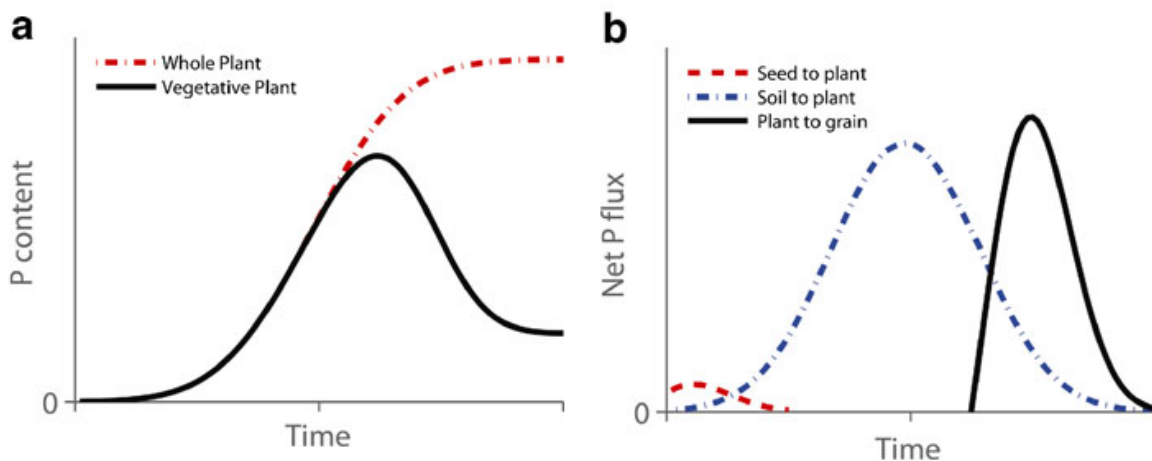 a
Whole Plant
Vegetative Plant
P content
0
Time
b
Seed to plant
Soil to plant
Plant to grain
Net P flux
0
Time